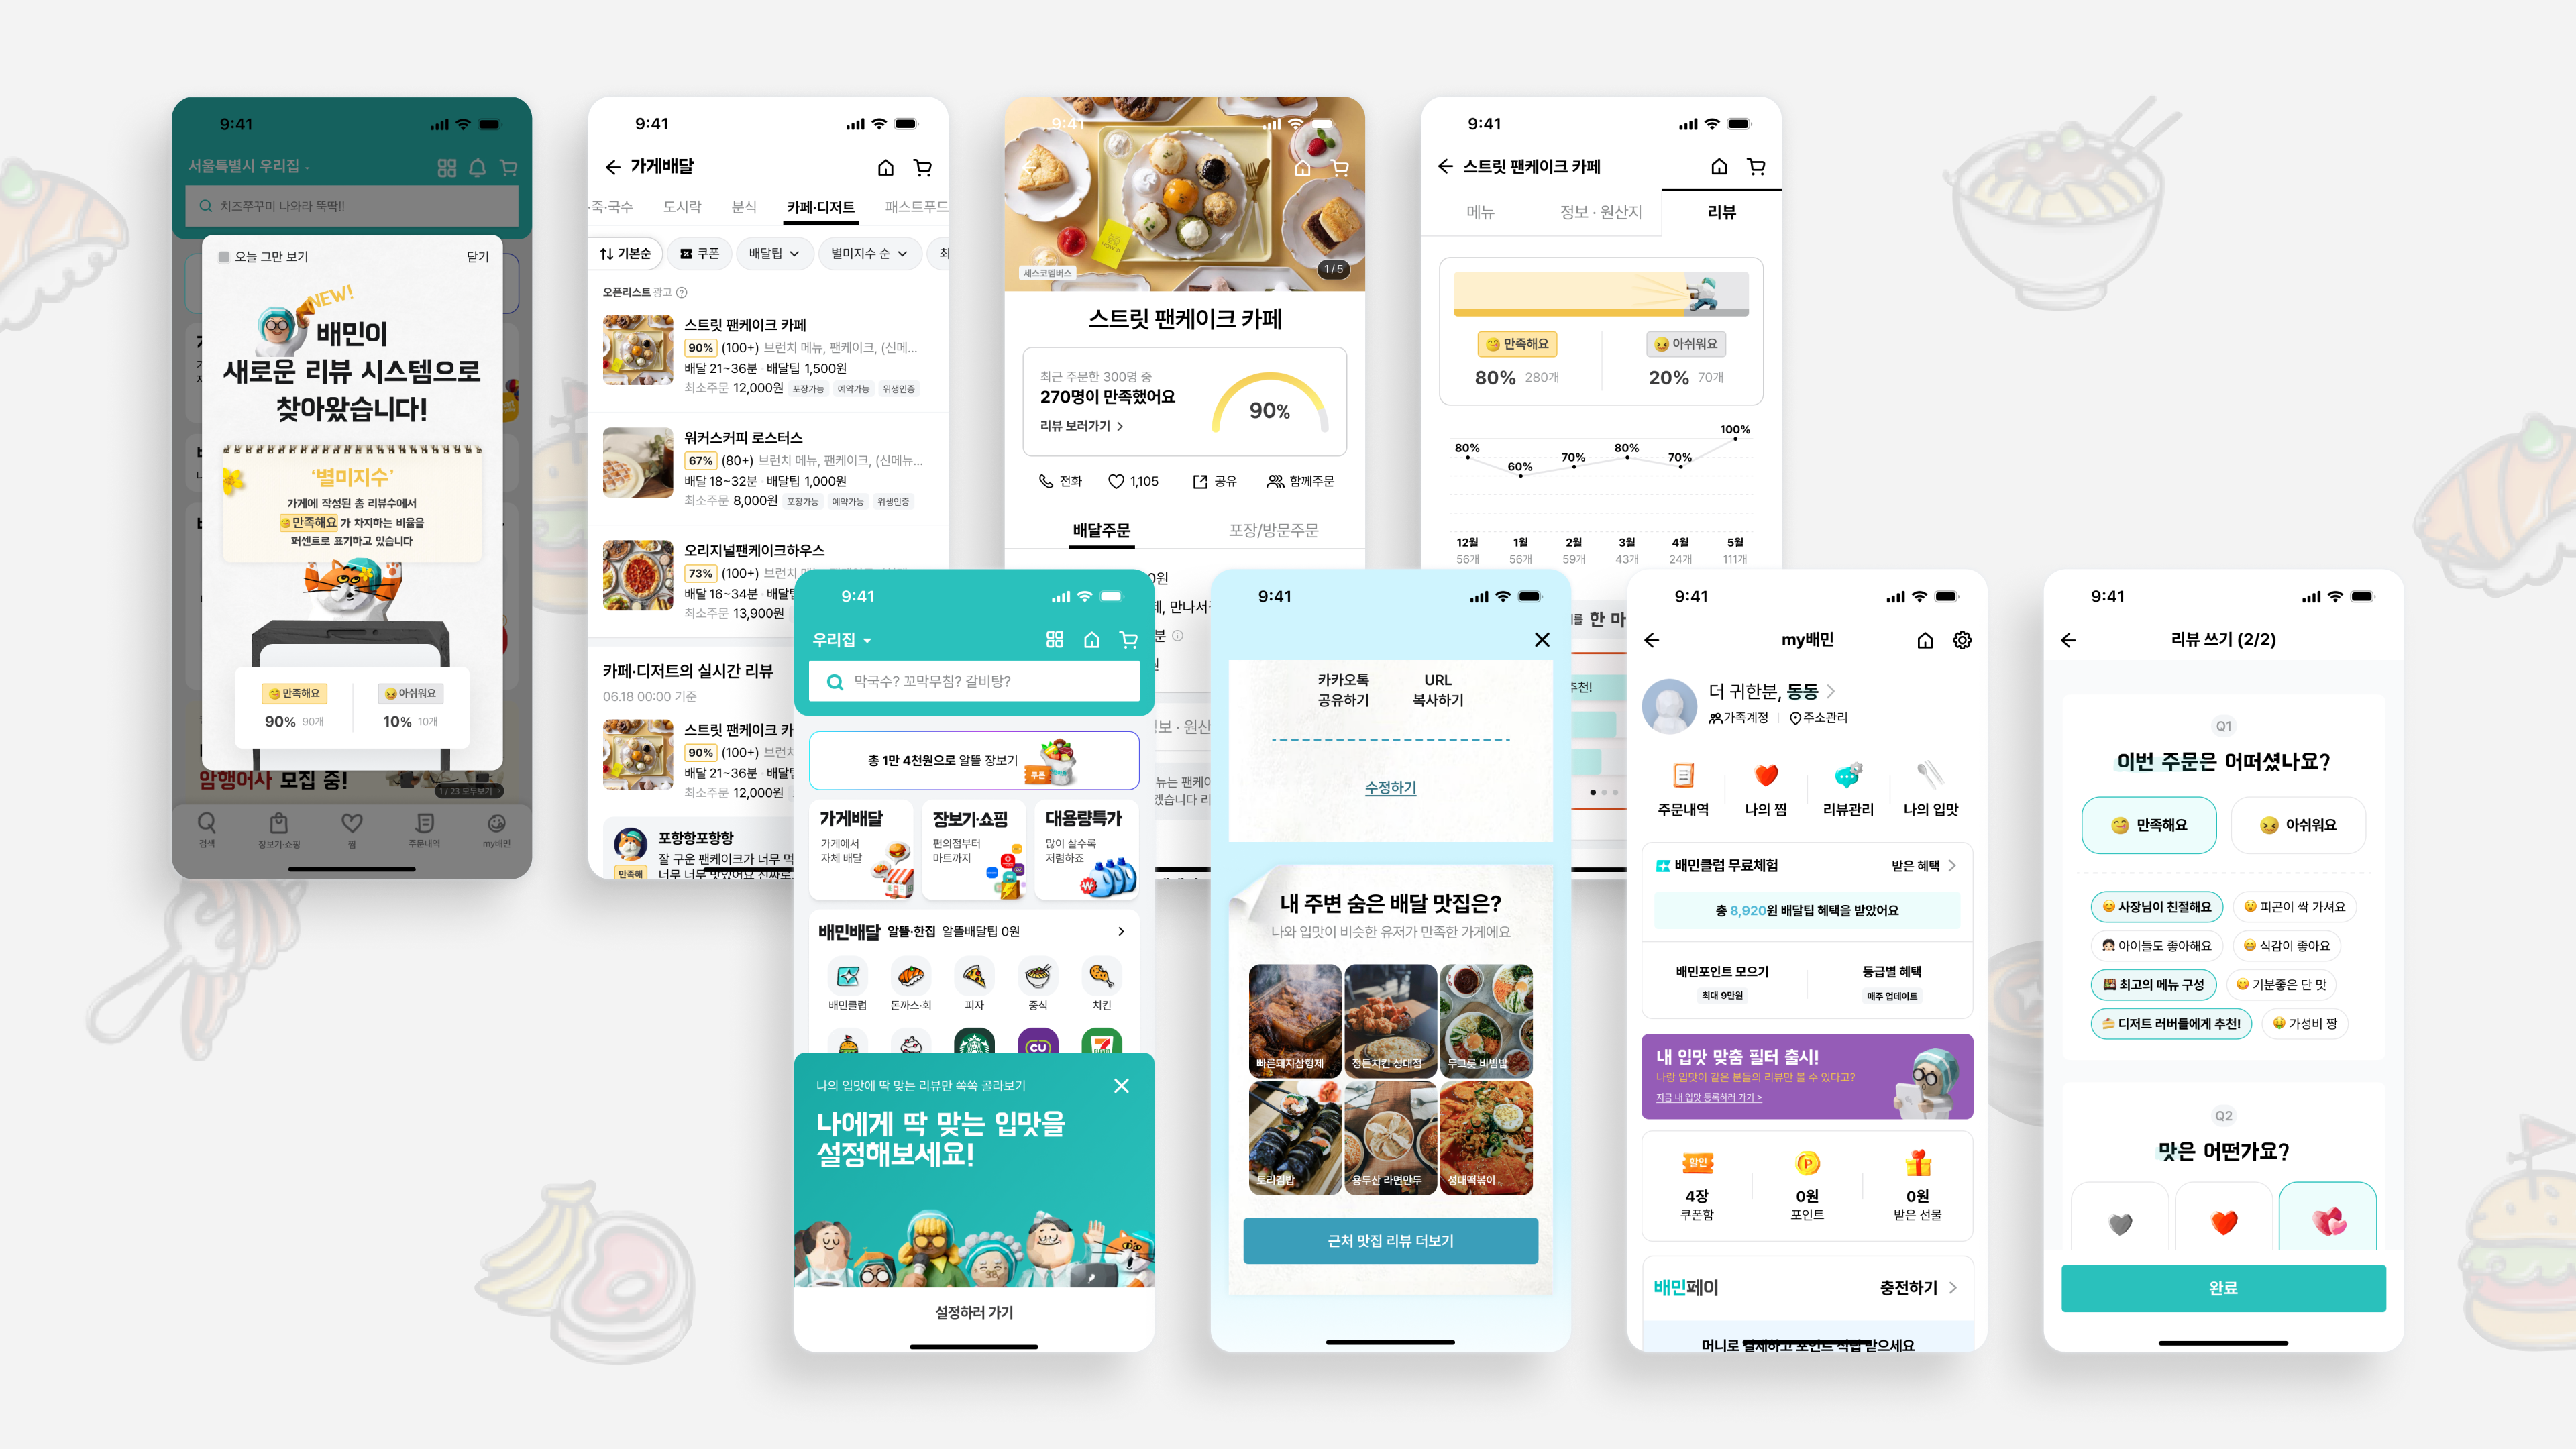 9:41
서울특별시 우리집
치즈쭈꾸미 나와라 뚝딱!!
오늘 그만 보기 닫기
NEW!
배민이
새로운 리뷰 시스템으로
찾아왔습니다!
'별미지수'
가게에 작성된 총 리뷰수에서
만족해요 가 차지하는 비율을
퍼센트로 표기하고 있습니다
만족해요 아쉬워요
90% 90개 10% 10개
암행어사 모집 중!
1 / 23 모두보기 >
검색 장보기·쇼핑 찜 주문내역 my배민
9:41
가게배달
·죽·국수 도시락 분식 카페·디저트 패스트푸드
기본순 쿠폰 배달팁 별미지수 순 최
오픈리스트 광고
스트릿 팬케이크 카페
90% (100+) 브런치 메뉴, 팬케이크, (신메...
배달 21~36분 · 배달팁 1,500원
최소주문 12,000원 포장가능 예약가능 위생인증
워커스커피 로스터스
67% (80+) 브런치 메뉴, 팬케이크, (신메뉴...
배달 18~32분 · 배달팁 1,000원
최소주문 8,000원 포장가능 예약가능 위생인증
오리지널팬케이크하우스
73% (100+) 브런치
배달 16~34분 · 배달팁
최소주문 13,900원
카페·디저트의 실시간 리뷰
06.18 00:00 기준
스트릿 팬케이크 카
90% (100+) 브런치
배달 21~36분 · 배달팁
최소주문 12,000원
포항항포항항
잘 구운 팬케이크가 너무 먹
만족해
너무 너무 맛있어요
9:41
세스코멤버스
1 / 5
스트릿 팬케이크 카페
최근 주문한 300명 중
270명이 만족했어요
리뷰 보러가기 >
90%
전화 1,105 공유 함께주문
배달주문 포장/방문주문
0원
만나서
분
원
정보 · 원산
뉴는 팬케이
겠습니다 리
9:41
스트릿 팬케이크 카페
메뉴 정보 · 원산지 리뷰
만족해요 아쉬워요
80% 280개 20% 70개
80% 60% 70% 80% 70% 100%
12월 1월 2월 3월 4월 5월
56개 56개 59개 43개 24개 111개
를 한 마
추천!
9:41
우리집
막국수? 꼬막무침? 갈비탕?
총 1만 4천원으로 알뜰 장보기
쿠폰
가게배달 장보기·쇼핑 대용량특가
가게에서 편의점부터 많이 살수록
자체 배달 마트까지 저렴하죠
배민배달 알뜰·한집 알뜰배달팁 0원
배민클럽 돈까스·회 피자 중식 치킨
CU
나의 입맛에 딱 맞는 리뷰만 쏙쏙 골라보기
나에게 딱 맞는 입맛을
설정해보세요!
설정하러 가기
9:41
카카오톡 URL
공유하기 복사하기
수정하기
내 주변 숨은 배달 맛집은?
나와 입맛이 비슷한 유저가 만족한 가게에요
빠른돼지삼형제 정든치킨 성대점 두그릇 비빔밥
토리김밥 용두산 라면만두 성대떡볶이
근처 맛집 리뷰 더보기
9:41
my배민
더 귀한분, 동동
가족계정 주소관리
주문내역 나의 찜 리뷰관리 나의 입맛
배민클럽 무료체험 받은 혜택
총 8,920원 배달팁 혜택을 받았어요
배민포인트 모으기 등급별 혜택
최대 9만원 매주 업데이트
내 입맛 맞춤 필터 출시!
나랑 입맛이 같은 분들의 리뷰만 볼 수 있다고?
지금 내 입맛 등록하러 가기 >
할인 P
4장 0원 0원
쿠폰함 포인트 받은 선물
배민페이 충전하기
머니로 결제하고 포인트 적립 받으세요
9:41
리뷰 쓰기 (2/2)
Q1
이번 주문은 어떠셨나요?
만족해요 아쉬워요
사장님이 친절해요 피곤이 싹 가셔요
아이들도 좋아해요 식감이 좋아요
최고의 메뉴 구성 기분좋은 단 맛
디저트 러버들에게 추천! 가성비 짱
Q2
맛은 어떤가요?
완료